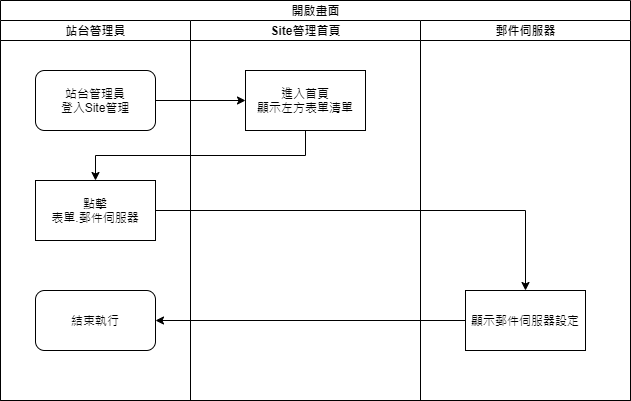 開啟畫面
站台管理員
Site管理首頁
郵件伺服器
站台管理員
登入Site管理
進入首頁
顯示左方表單清單
點擊
表單.郵件伺服器
結束執行
顯示郵件伺服器設定